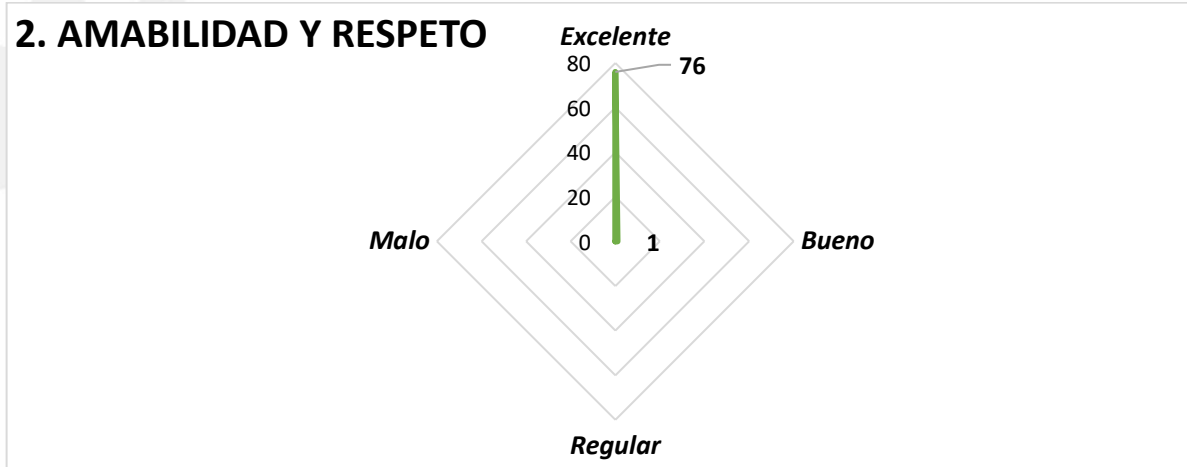 2. AMABILIDAD Y RESPETO
Excelente
80
76
60
40
20
Malo
0
1
Bueno
Regular